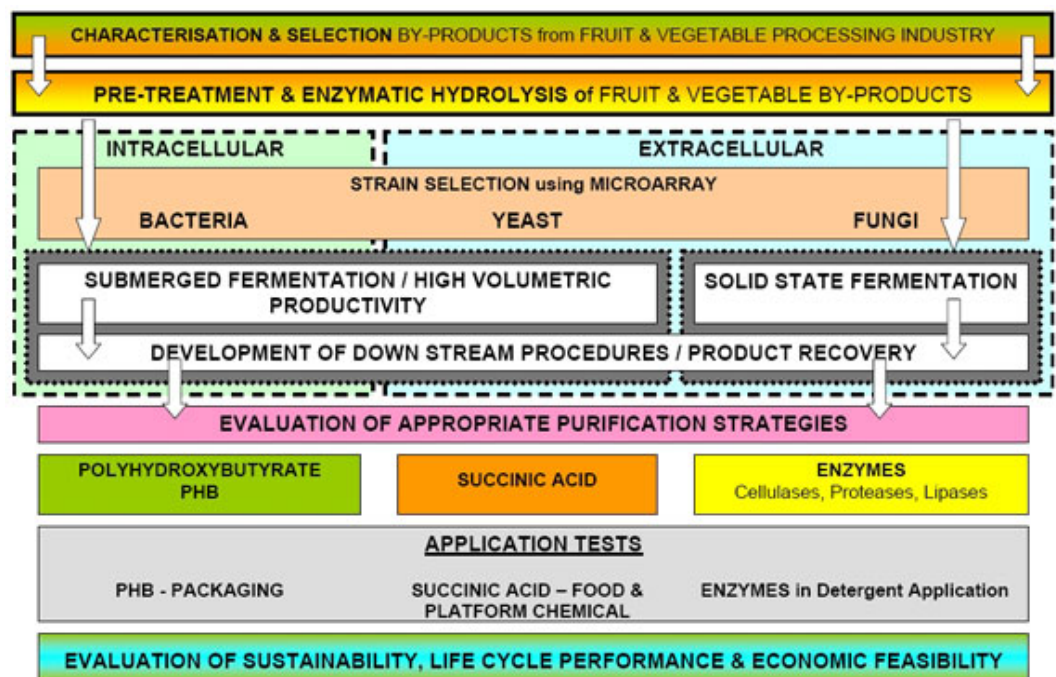 CHARACTERISATION & SELECTION BY-PRODUCTS from FRUIT & VEGETABLE PROCESSING INDUSTRY
PRE-TREATMENT & ENZYMATIC HYDROLYSIS of FRUIT & VEGETABLE BY-PRODUCTS
INTRACELLULAR
EXTRACELLULAR
STRAIN SELECTION using MICROARRAY
BACTERIA
YEAST
FUNGI
SUBMERGED FERMENTATION / HIGH VOLUMETRIC
PRODUCTIVITY
SOLID STATE FERMENTATION
DEVELOPMENT OF DOWN STREAM PROCEDURES / PRODUCT RECOVERY
EVALUATION OF APPROPRIATE PURIFICATION STRATEGIES
POLYHYDROXYBUTYRATE
PHB
SUCCINIC ACID
ENZYMES
Cellulases, Proteases, Lipases
APPLICATION TESTS
PHB - PACKAGING
SUCCINIC ACID – FOOD &
PLATFORM CHEMICAL
ENZYMES in Detergent Application
EVALUATION OF SUSTAINABILITY, LIFE CYCLE PERFORMANCE & ECONOMIC FEASIBILITY